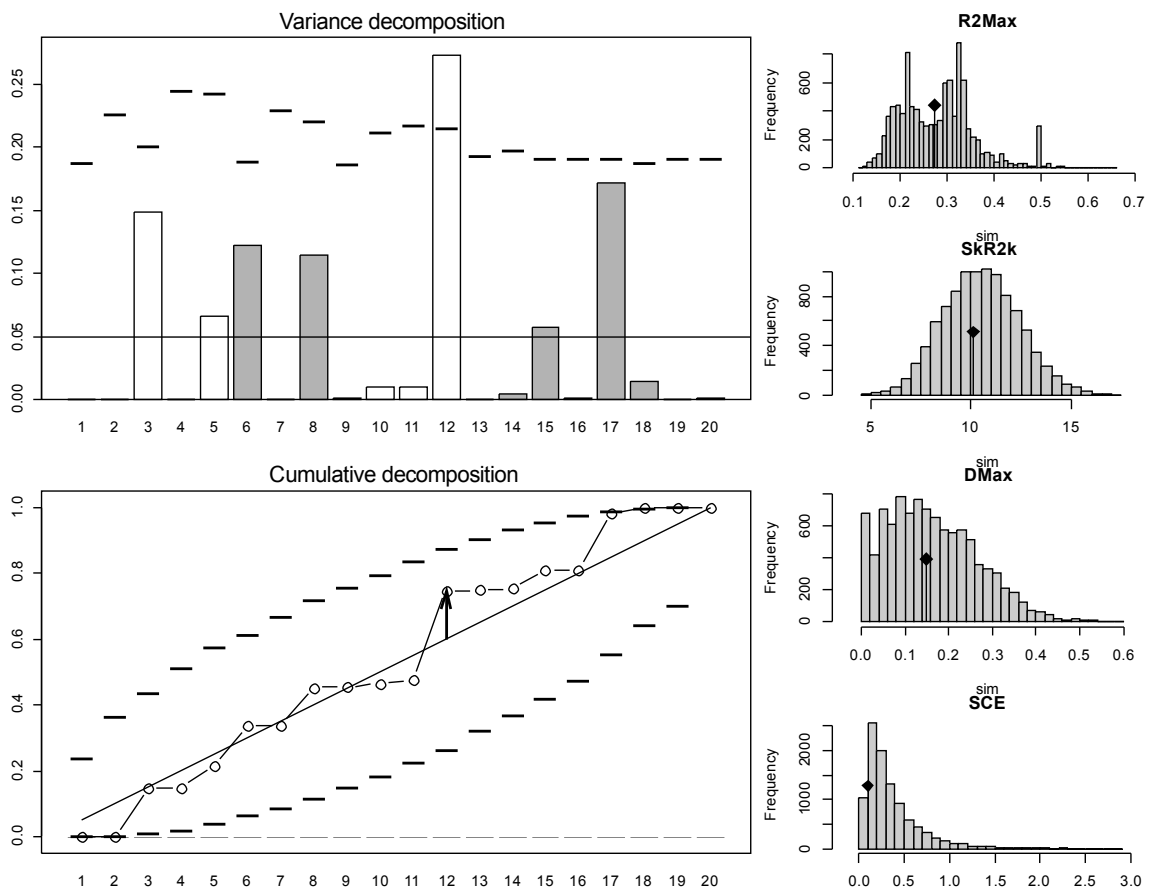 Variance decomposition
0.25
0.20
0.15
0.10
0.05
0.00
1 2 3 4 5 6 7 8 9 10 11 12 13 14 15 16 17 18 19 20
Cumulative decomposition
1.0
0.8
0.6
0.4
0.2
0.0
1 2 3 4 5 6 7 8 9 10 11 12 13 14 15 16 17 18 19 20
R2Max
Frequency
600
200
0
0.1 0.2 0.3 0.4 0.5 0.6 0.7
sim
SkR2k
Frequency
800
400
0
5 10 15
sim
DMax
Frequency
600
200
0
0.0 0.1 0.2 0.3 0.4 0.5 0.6
sim
SCE
Frequency
2000
1000
0
0.0 0.5 1.0 1.5 2.0 2.5 3.0